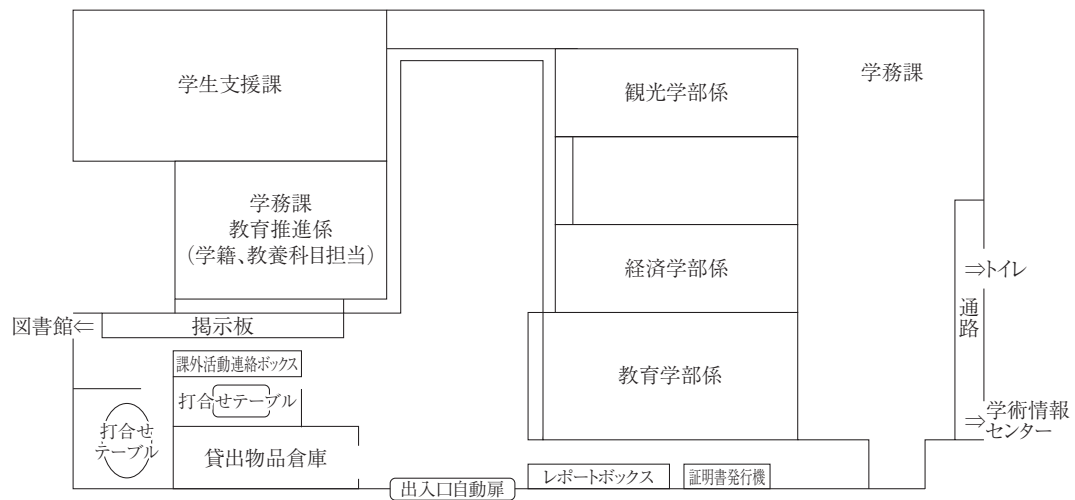 学生支援課
観光学部係
学務課
学務課
教育推進係
（学籍、教養科目担当）
経済学部係
⇒トイレ
通路
図書館⇐
掲示板
課外活動連絡ボックス
教育学部係
打合せテーブル
打合せ
テーブル
⇒学術情報
センター
貸出物品倉庫
レポートボックス
証明書発行機
出入口自動扉